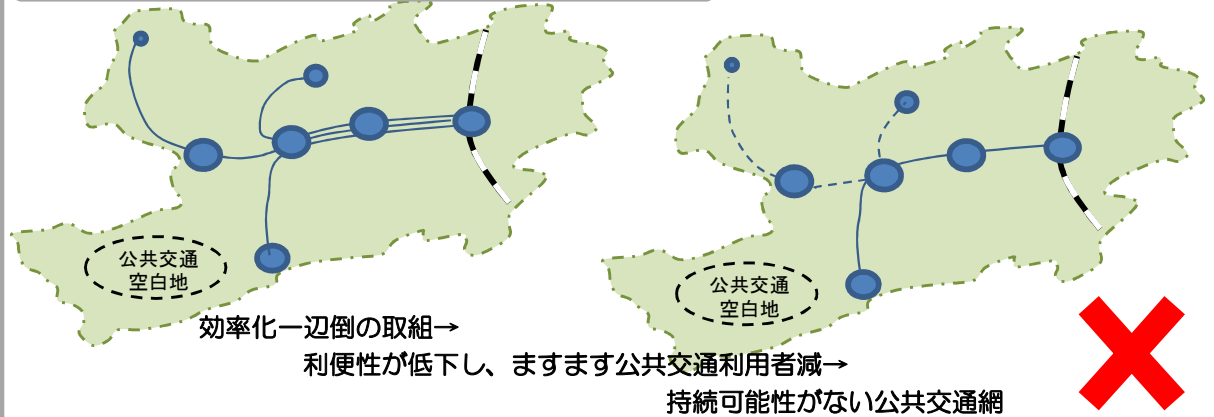 公共交通
空白地
公共交通
空白地
効率化一辺倒の取組→
利便性が低下し、ますます公共交通利用者減→
持続可能性がない公共交通網